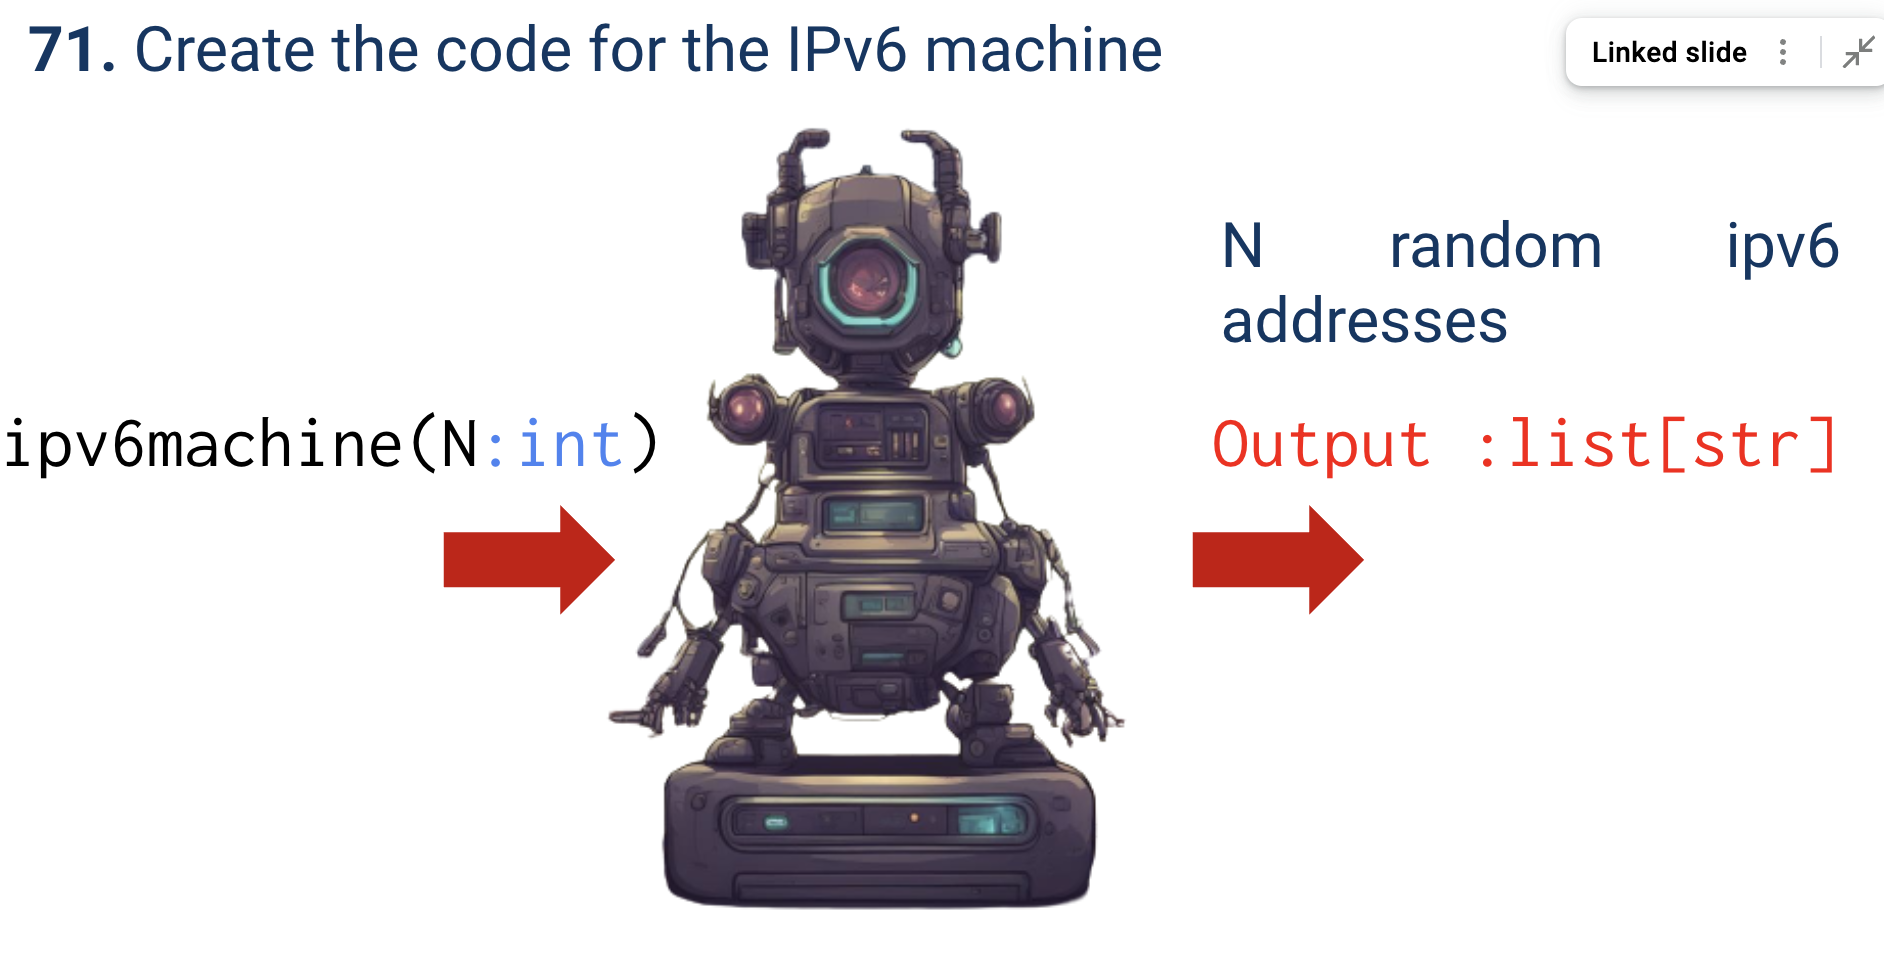 71. Create the code for the IPv6 machine
Linked slide
N random ipv6
addresses
ipv6machine(N:int)
Output :list[str]